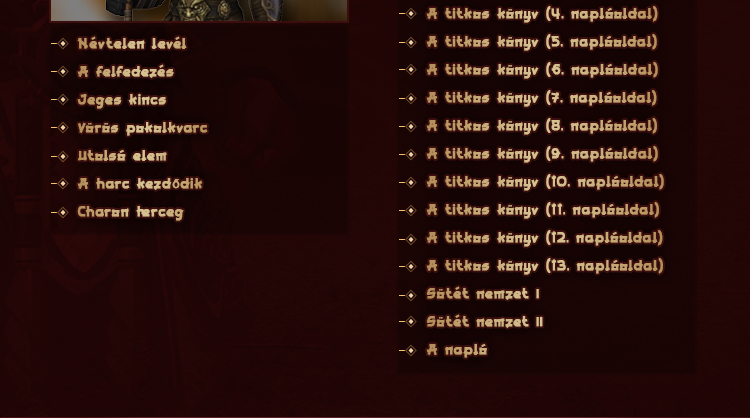 Névtelen levél
A felfedezés
Jeges kincs
Vörös pokolkvarc
Utolsó elem
A harc kezdődik
Charon herceg
A titkos könyv (4. naplóoldal)
A titkos könyv (5. naplóoldal)
A titkos könyv (6. naplóoldal)
A titkos könyv (7. naplóoldal)
A titkos könyv (8. naplóoldal)
A titkos könyv (9. naplóoldal)
A titkos könyv (10. naplóoldal)
A titkos könyv (11. naplóoldal)
A titkos könyv (12. naplóoldal)
A titkos könyv (13. naplóoldal)
Sötét nemzet I
Sötét nemzet II
A napló